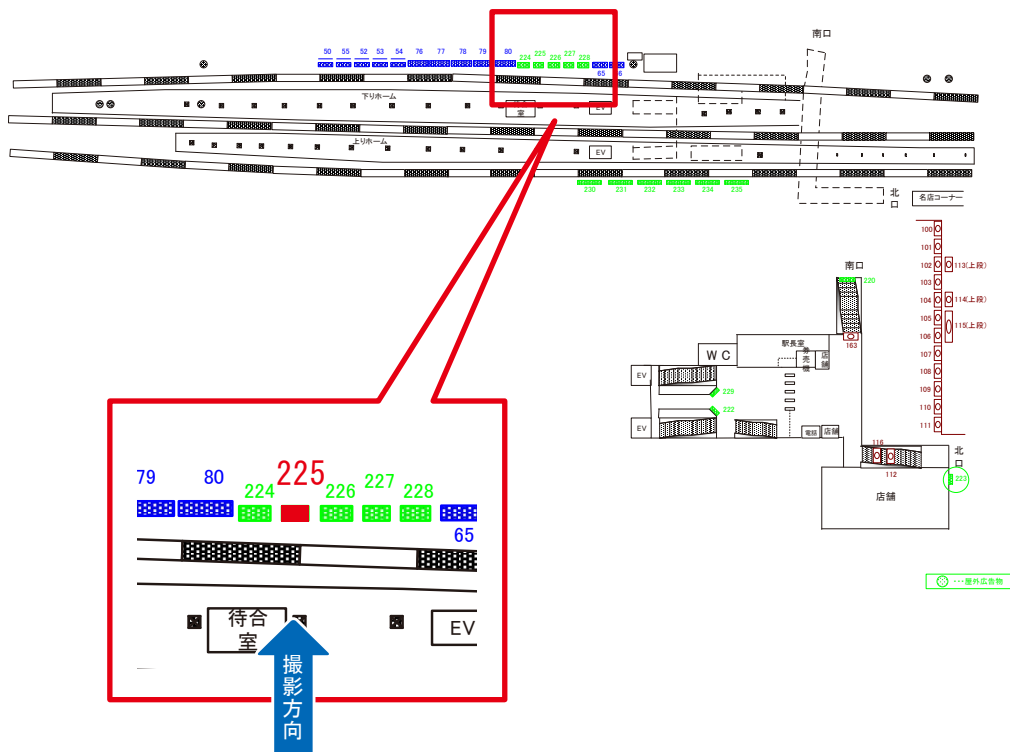 南口
50 55 52 53 54 76 77 78 79 80 224 225 226 227 228
65
下りホーム
待合
室
EV
上りホーム
EV
230 231 232 233 234 235
北
口
名店コーナー
100
101
102 113(上段)
103
104 114(上段)
105
115(上段)
106
107
108
109
110
111
南口
220
163
駅長室
券
売
機
店
舗
WC
EV
229
222
EV
電話
店舗
116
112
北
口
223
店舗
・・・屋外広告物
79 80 224 225 226 227 228
65
待合
室
EV
撮
影
方
向